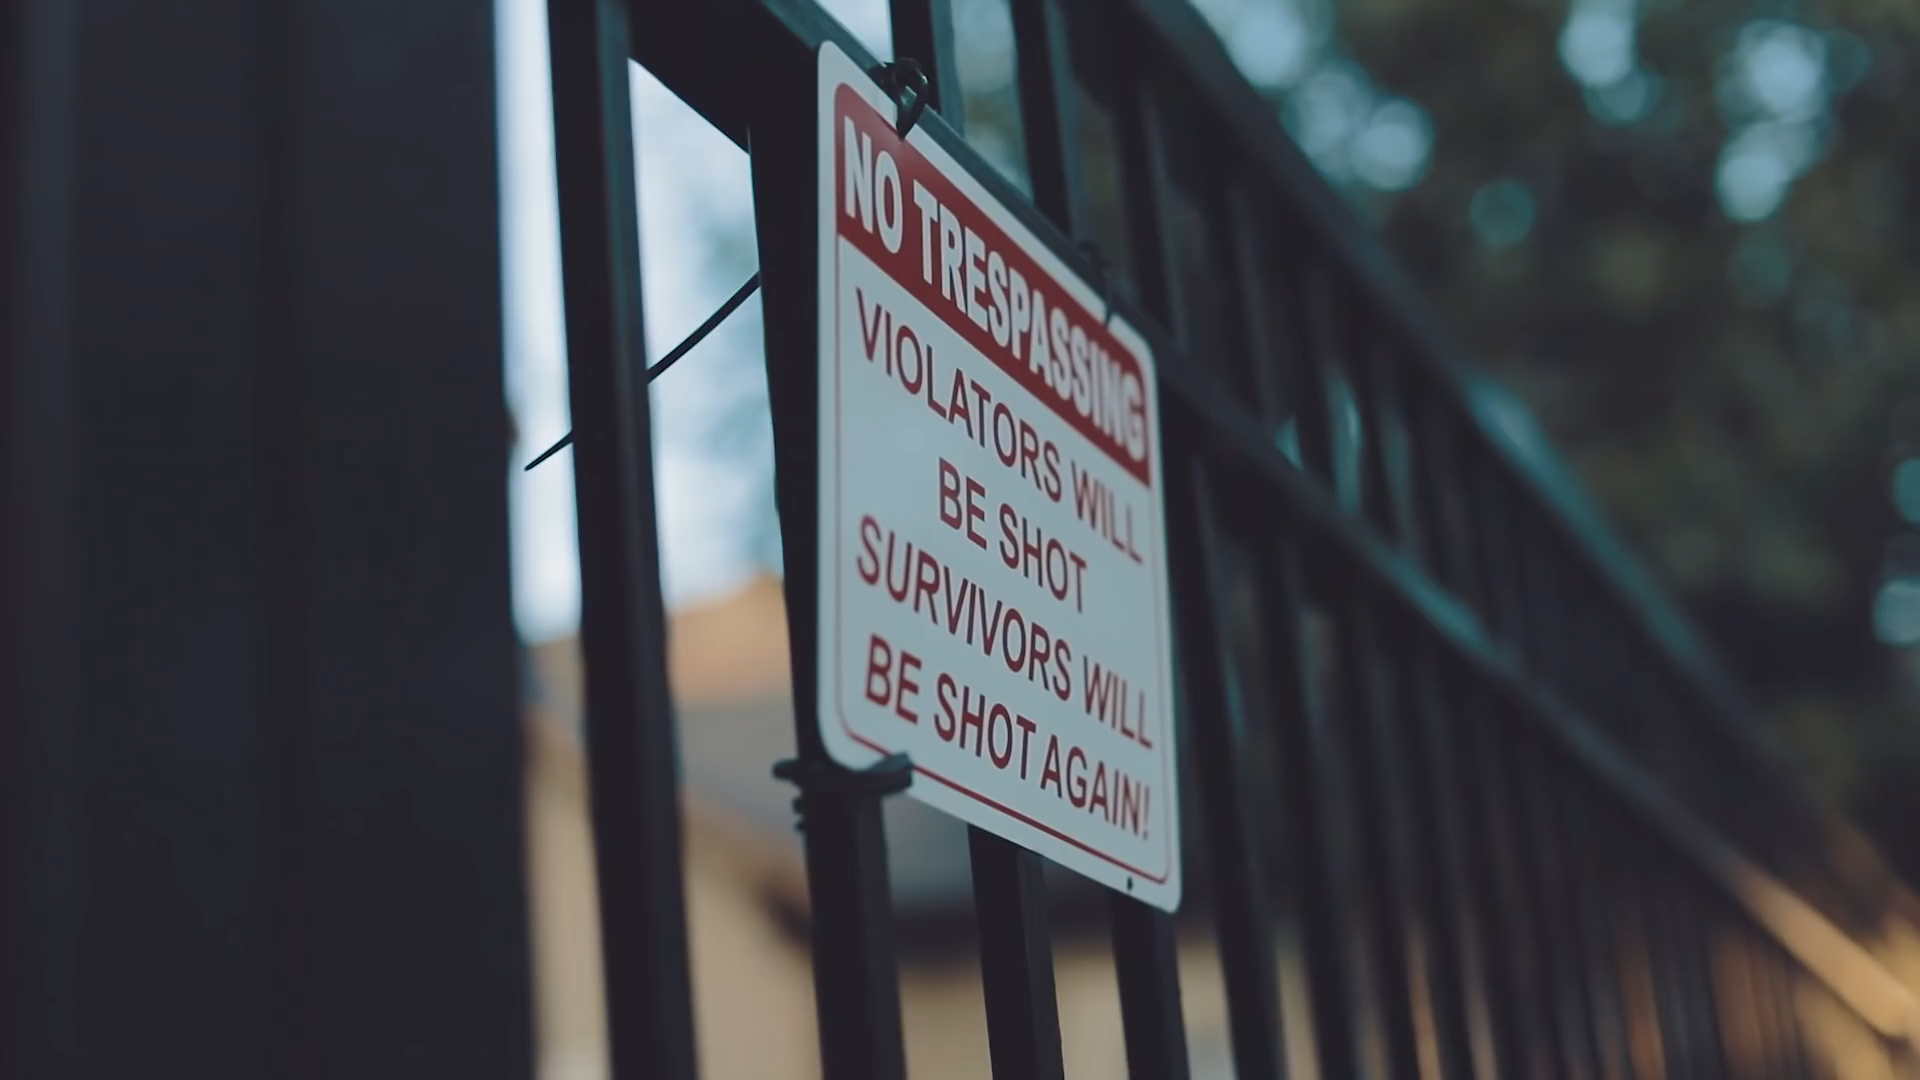 NO TRESPASSING
VIOLATORS WILL
BE SHOT
SURVIVORS WILL
BE SHOT AGAIN!